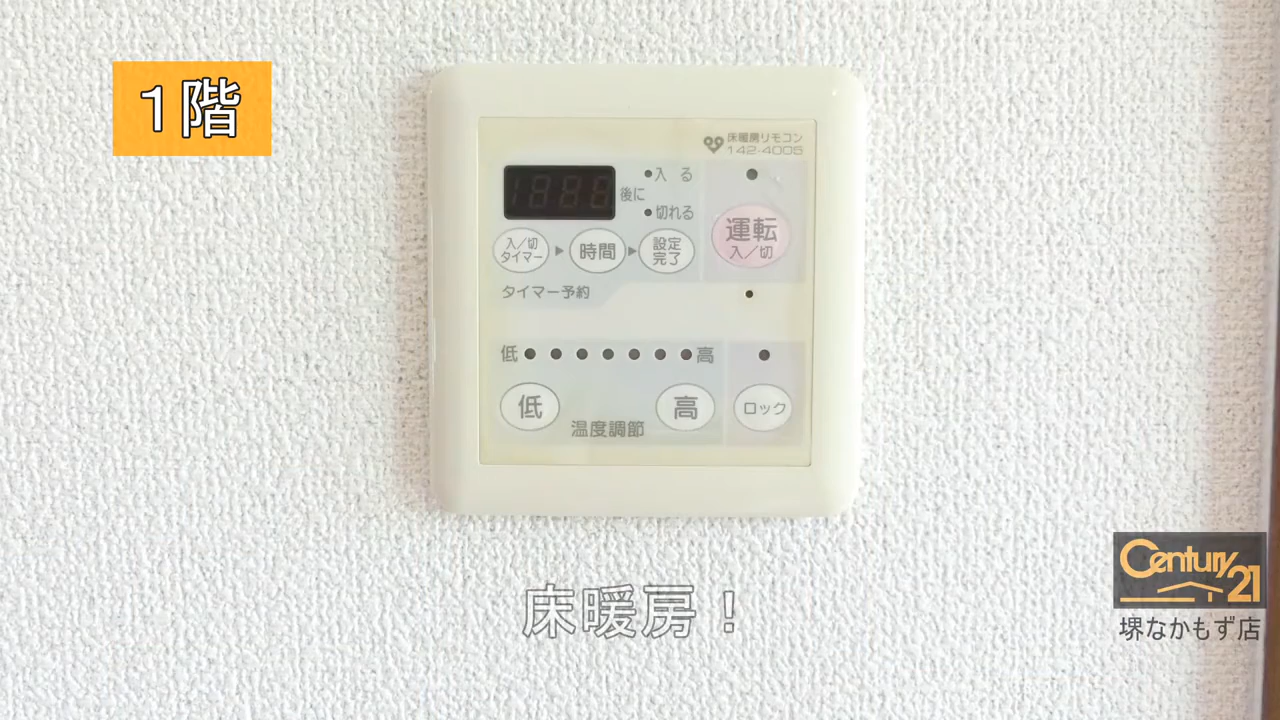 1階
床暖房リモコン
142-4005
入る
後に
切れる
運転
入/切
入/切
タイマー
時間
設定
完了
タイマー予約
低
高
低
高
ロック
温度調節
床暖房！
Century 21
堺なかもず店